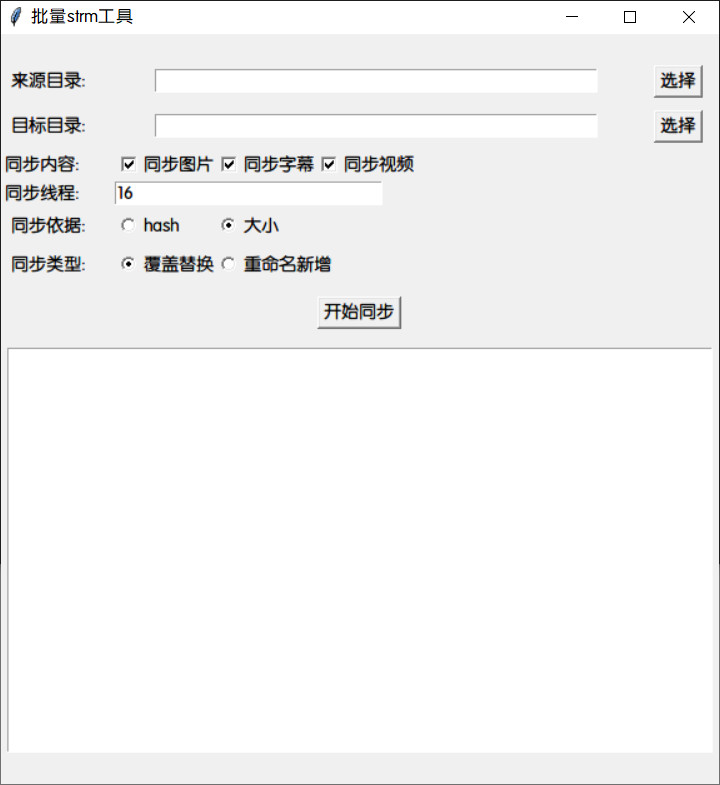 批量strm工具
来源目录: 选择
目标目录: 选择
同步内容: 同步图片 同步字幕 同步视频
同步线程: 16
同步依据: hash 大小
同步类型: 覆盖替换 重命名新增
开始同步